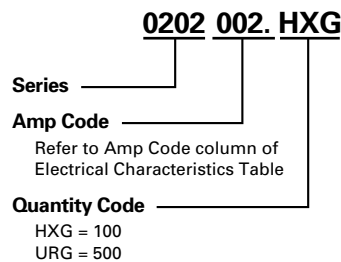 0202 002. HXG
Series
Amp Code
Refer to Amp Code column of
Electrical Characteristics Table
Quantity Code
HXG = 100
URG = 500